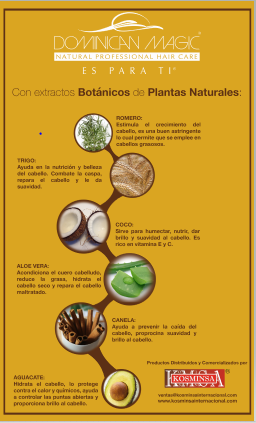 DOMINICAN MAGIC®
NATURAL PROFESSIONAL HAIR CARE
ES PARA TI®
Con extractos Botánicos de Plantas Naturales:
ROMERO:
Estimula el crecimiento del
cabello, es una buen astringente
lo cual permite que se emplee en
cabellos grasosos.
TRIGO:
Ayuda en la nutrición y belleza
del cabello. Combate la caspa,
repara el cabello y le da
suavidad.
COCO:
Sirve para humectar, nutro, dar
brillo y suavidad al cabello. Es
rico en vitamina E y C.
ALOE VERA:
Acondiciona el cuero cabelludo,
reduce la grasa, hidrata el
cabello seco y repara el cabello
maltratado.
CANELA:
Ayuda a prevenir la caída del
cabello, proprocine suavidad y
brillo al cabello.
Productos Distribuidos y Comercializados por
KOSMINSA®
AGUACATE:
Hidrata el cabello, lo protege
contra el calor y químicos, ayuda
a controlar las puntas abiertas y
proporciona brillo al cabello.
ventas@kosminsainternacional.com
www.kosminsainternacional.com